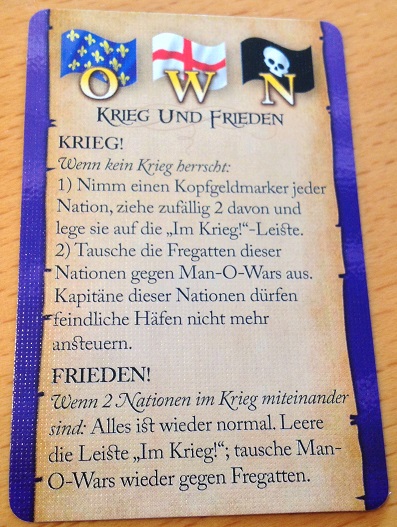 O W N
Krieg Und Frieden
KRIEG!
Wenn kein Krieg herrscht:
1) Nimm einen Kopfgeldmarker jeder
Nation, ziehe zufällig 2 davon und
lege sie auf die „Im Krieg!“-Leiste.
2) Tausche die Fregatten dieser
Nationen gegen Man-O-Wars aus.
Kapitäne dieser Nationen dürfen
feindliche Häfen nicht mehr
ansteuern.
FRIEDEN!
Wenn 2 Nationen im Krieg miteinander
sind: Alles ist wieder normal. Leere
die Leiste „Im Krieg!“; tausche Man-
O-Wars wieder gegen Fregatten.